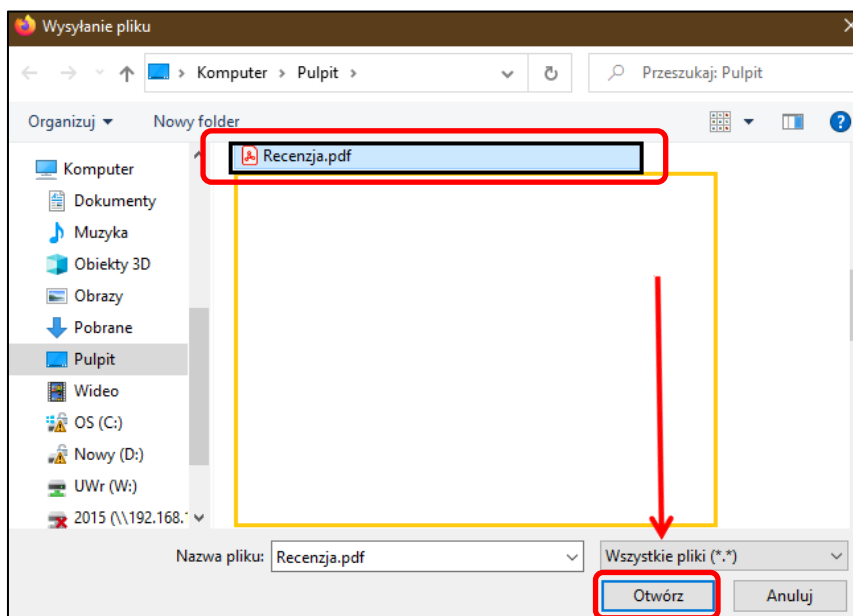 Wysyłanie pliku
Komputer > Pulpit >
Przeszukaj: Pulpit
Organizuj
Nowy folder
Recenzja.pdf
Komputer
Dokumenty
Muzyka
Obiekty 3D
Obrazy
Pobrane
Pulpit
Wideo
OS (C:)
Nowy (D:)
UWr (W:)
2015 (\\192.168.
Nazwa pliku: Recenzja.pdf
Wszystkie pliki (*.*)
Otwórz
Anuluj